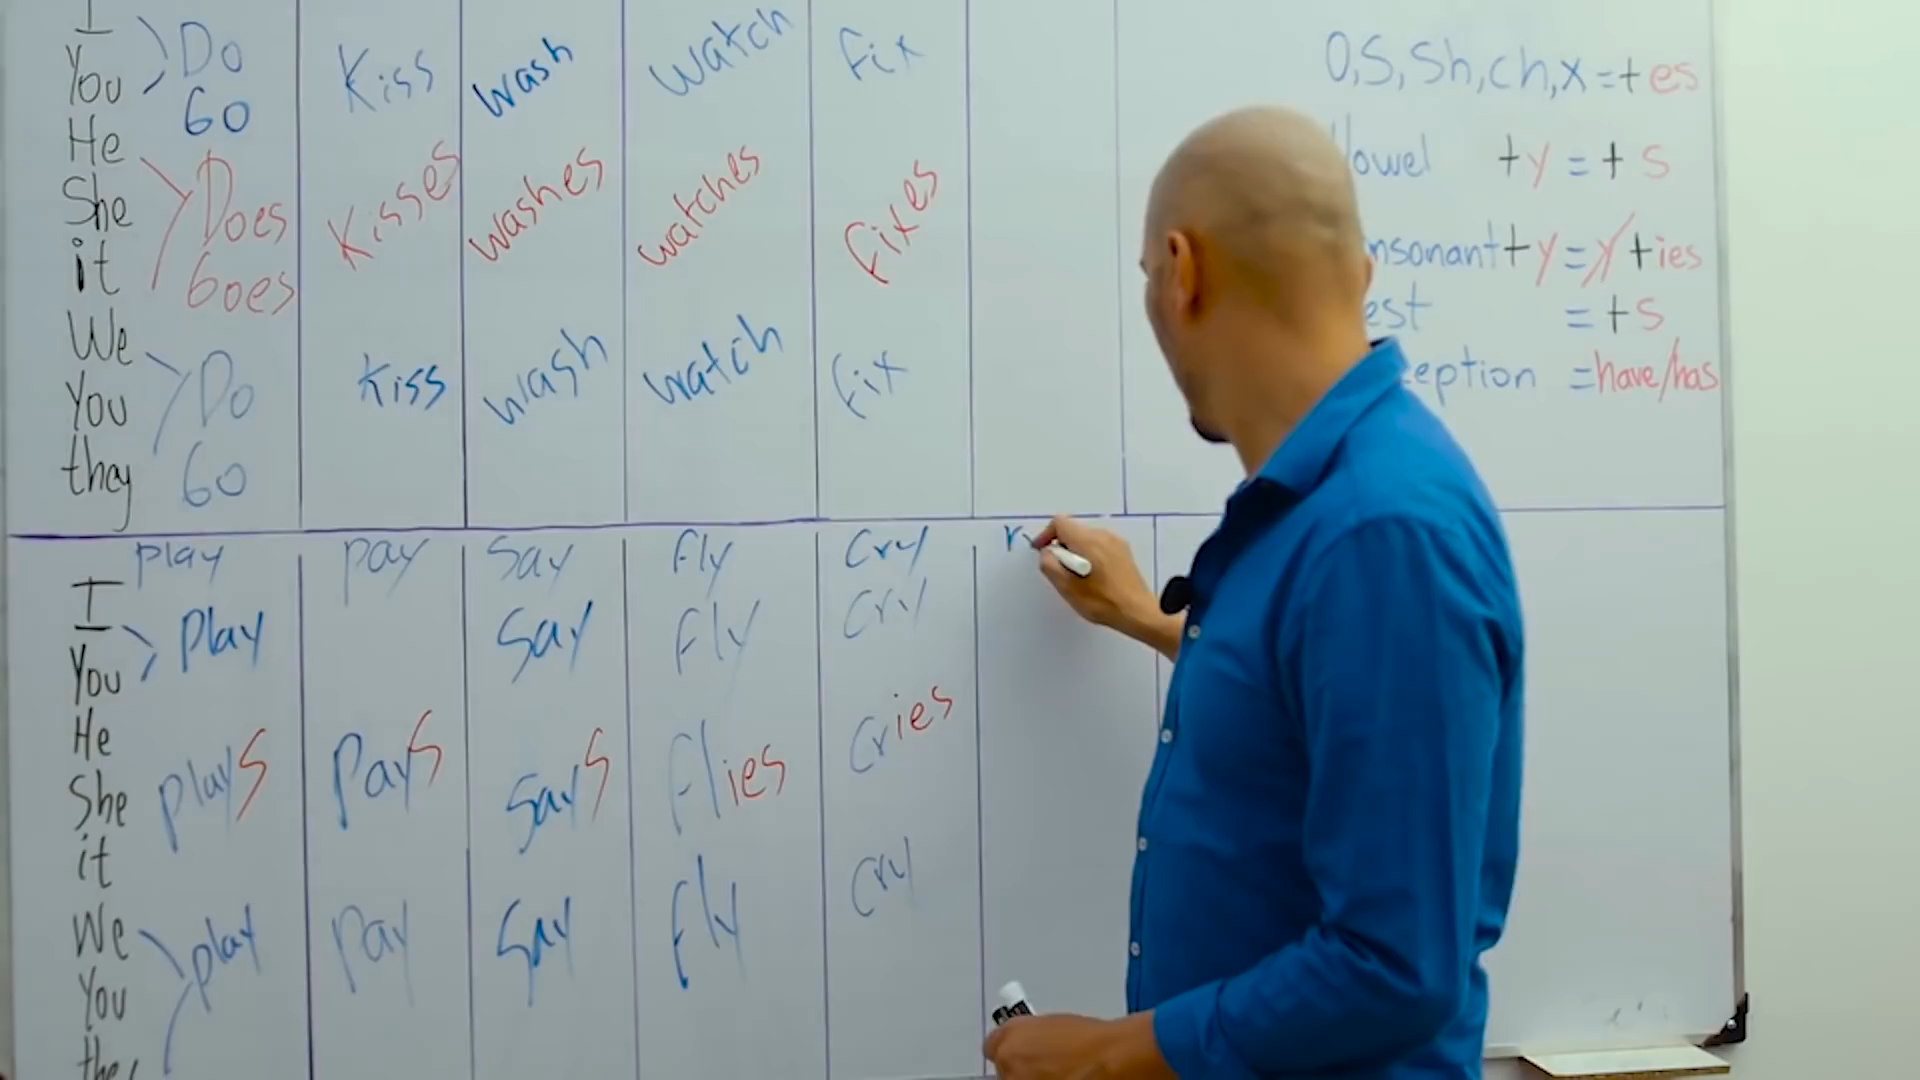 I
You Do Kiss wash watch fix
Go
He
She Does Kisses washes watches fixes
it Goes
We
You Do Kiss wash watch fix
they Go
O, S, Sh, ch, x = + es
Vowel + y = + s
nsonant + y = y + ies
est = + s
ception = have/has
play pay Say Fly Cry
I
You Play Say Fly Cry
He
She plays Pays Says Flies Cries
it
We play Pay Say Fly Cry
You